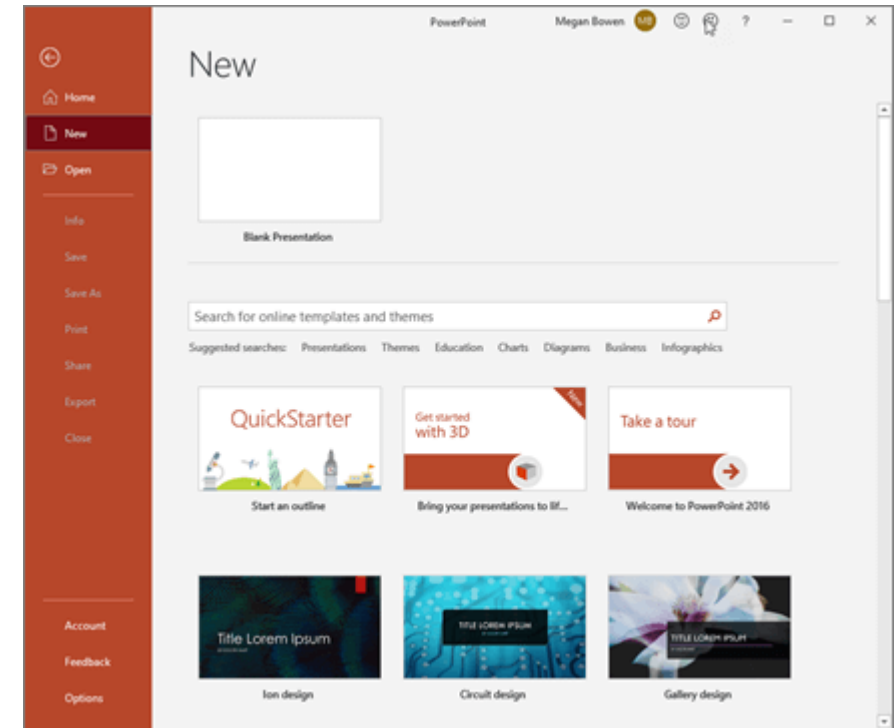 PowerPoint
Megan Bowen
MB
?
New
Home
New
Open
Info
Save
Save As
Print
Share
Export
Close
Account
Feedback
Options
Blank Presentation
Search for online templates and themes
Suggested searches: Presentations Themes Education Charts Diagrams Business Infographics
QuickStarter
Start an outline
Get started
with 3D
New
Bring your presentations to lif...
Take a tour
Welcome to PowerPoint 2016
Title Lorem Ipsum
Ion design
TITLE LOREM IPSUM
Circuit design
TITLE LOREM IPSUM
Gallery design